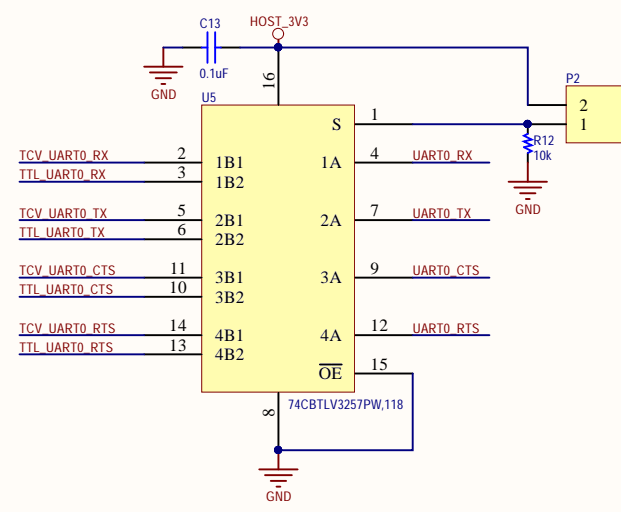 C13
HOST_3V3
0.1uF
GND
16
U5
P2
2
1
S
1
R12
10k
GND
TCV_UART0_RX
2
1B1
1A
4
UART0_RX
TTL_UART0_RX
3
1B2
TCV_UART0_TX
5
2B1
2A
7
UART0_TX
TTL_UART0_TX
6
2B2
TCV_UART0_CTS
11
3B1
3A
9
UART0_CTS
TTL_UART0_CTS
10
3B2
TCV_UART0_RTS
14
4B1
4A
12
UART0_RTS
TTL_UART0_RTS
13
4B2
OE
15
8
74CBTLV3257PW,118
GND